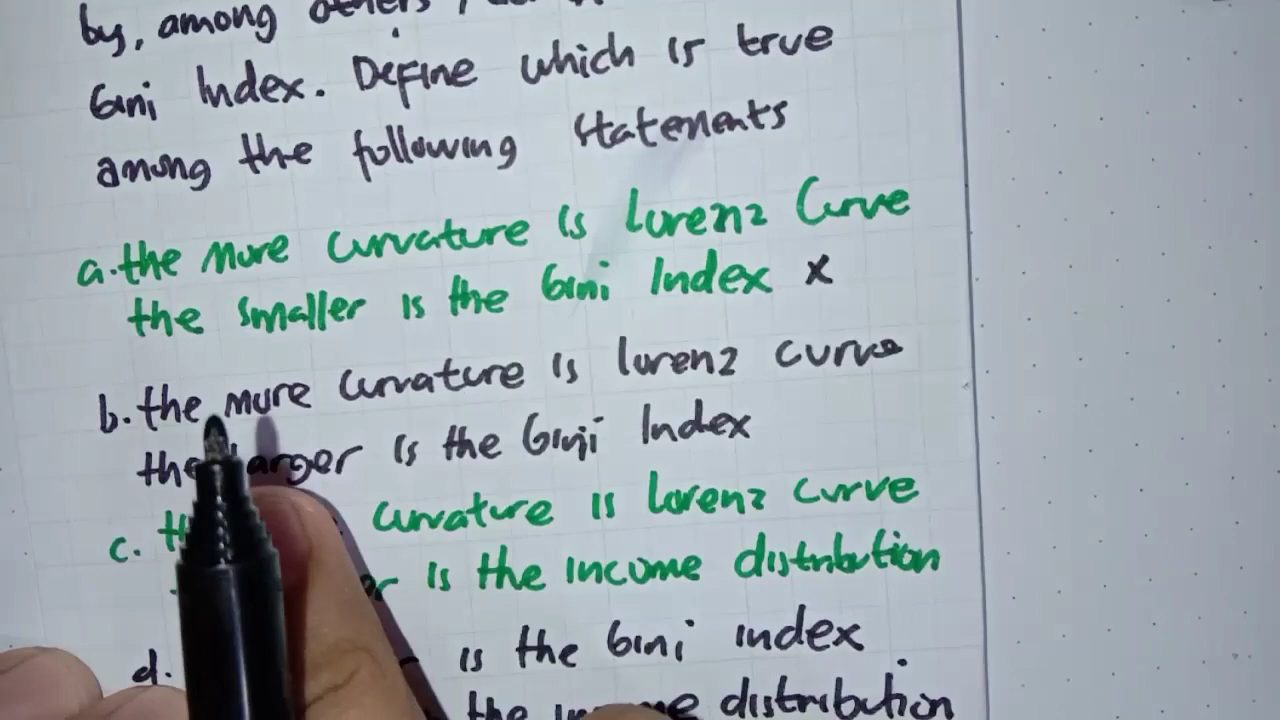 by, among others,
Gini Index. Define which is true
among the following statements
a. the more curvature is lorenz Curve
the smaller is the Gini Index x
b. the more curvature is lorenz curve
the larger is the Gini Index
c. curvature is Lorenz curve
is the income distribution
d. is the Gini index
the income distribution